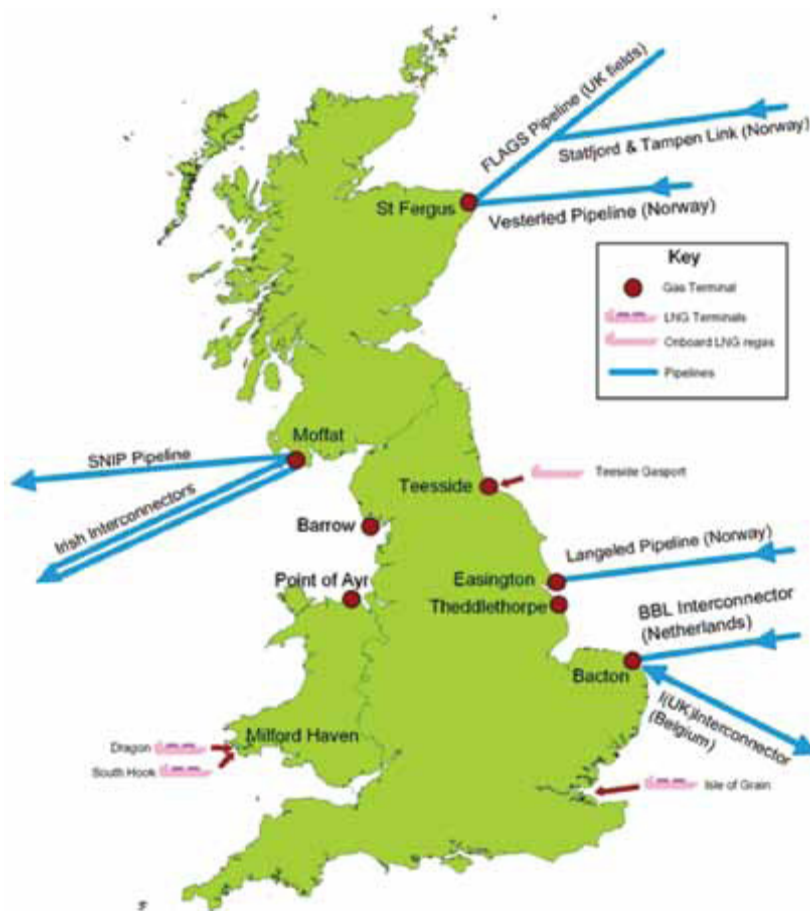 FLAGS Pipeline (UK fields)
Statfjord & Tampen Link (Norway)
St Fergus
Vesterled Pipeline (Norway)
Key
Gas Terminal
LNG Terminals
Onboard LNG regas
Pipelines
Moffat
SNIP Pipeline
Irish Interconnectors
Teesside
Teeside Gasport
Barrow
Langeled Pipeline (Norway)
Easington
Point of Ayr
Theddlethorpe
BBL Interconnector
(Netherlands)
Bacton
I(UK)Interconnector
(Belgium)
Milford Haven
Dragon
South Hook
Isle of Grain